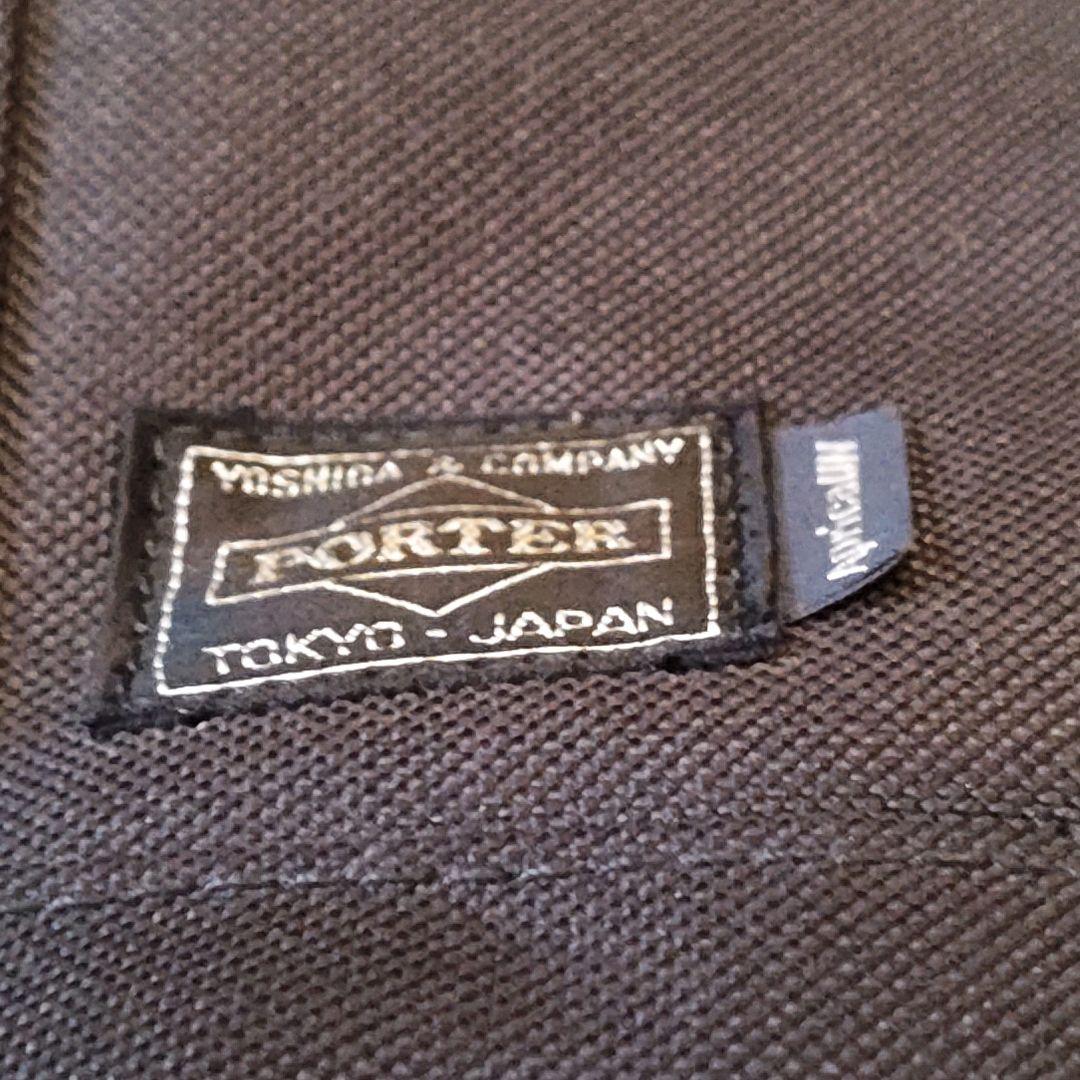 YOSHIDA & COMPANY
PORTER
TOKYO - JAPAN